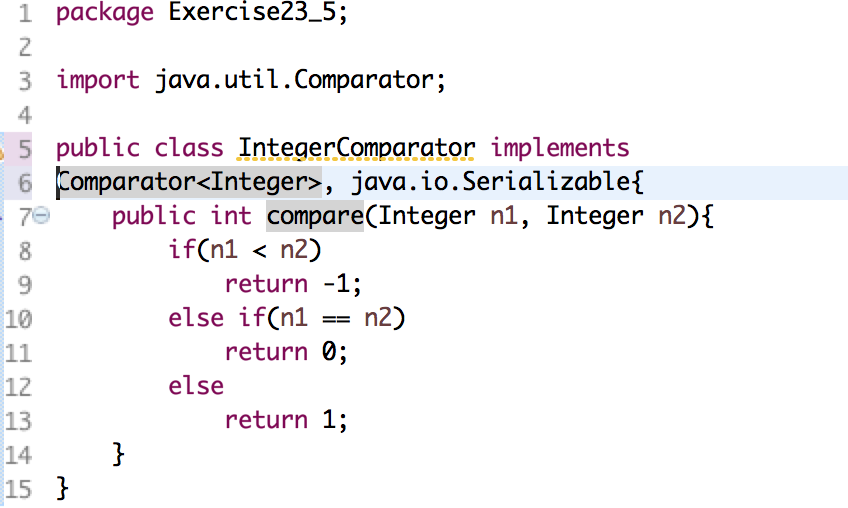 1 package Exercise23_5;
2
3 import java.util.Comparator;
4
5 public class IntegerComparator implements
6 Comparator<Integer>, java.io.Serializable{
7 public int compare(Integer n1, Integer n2){
8 if(n1 < n2)
9 return -1;
10 else if(n1 == n2)
11 return 0;
12 else
13 return 1;
14 }
15 }